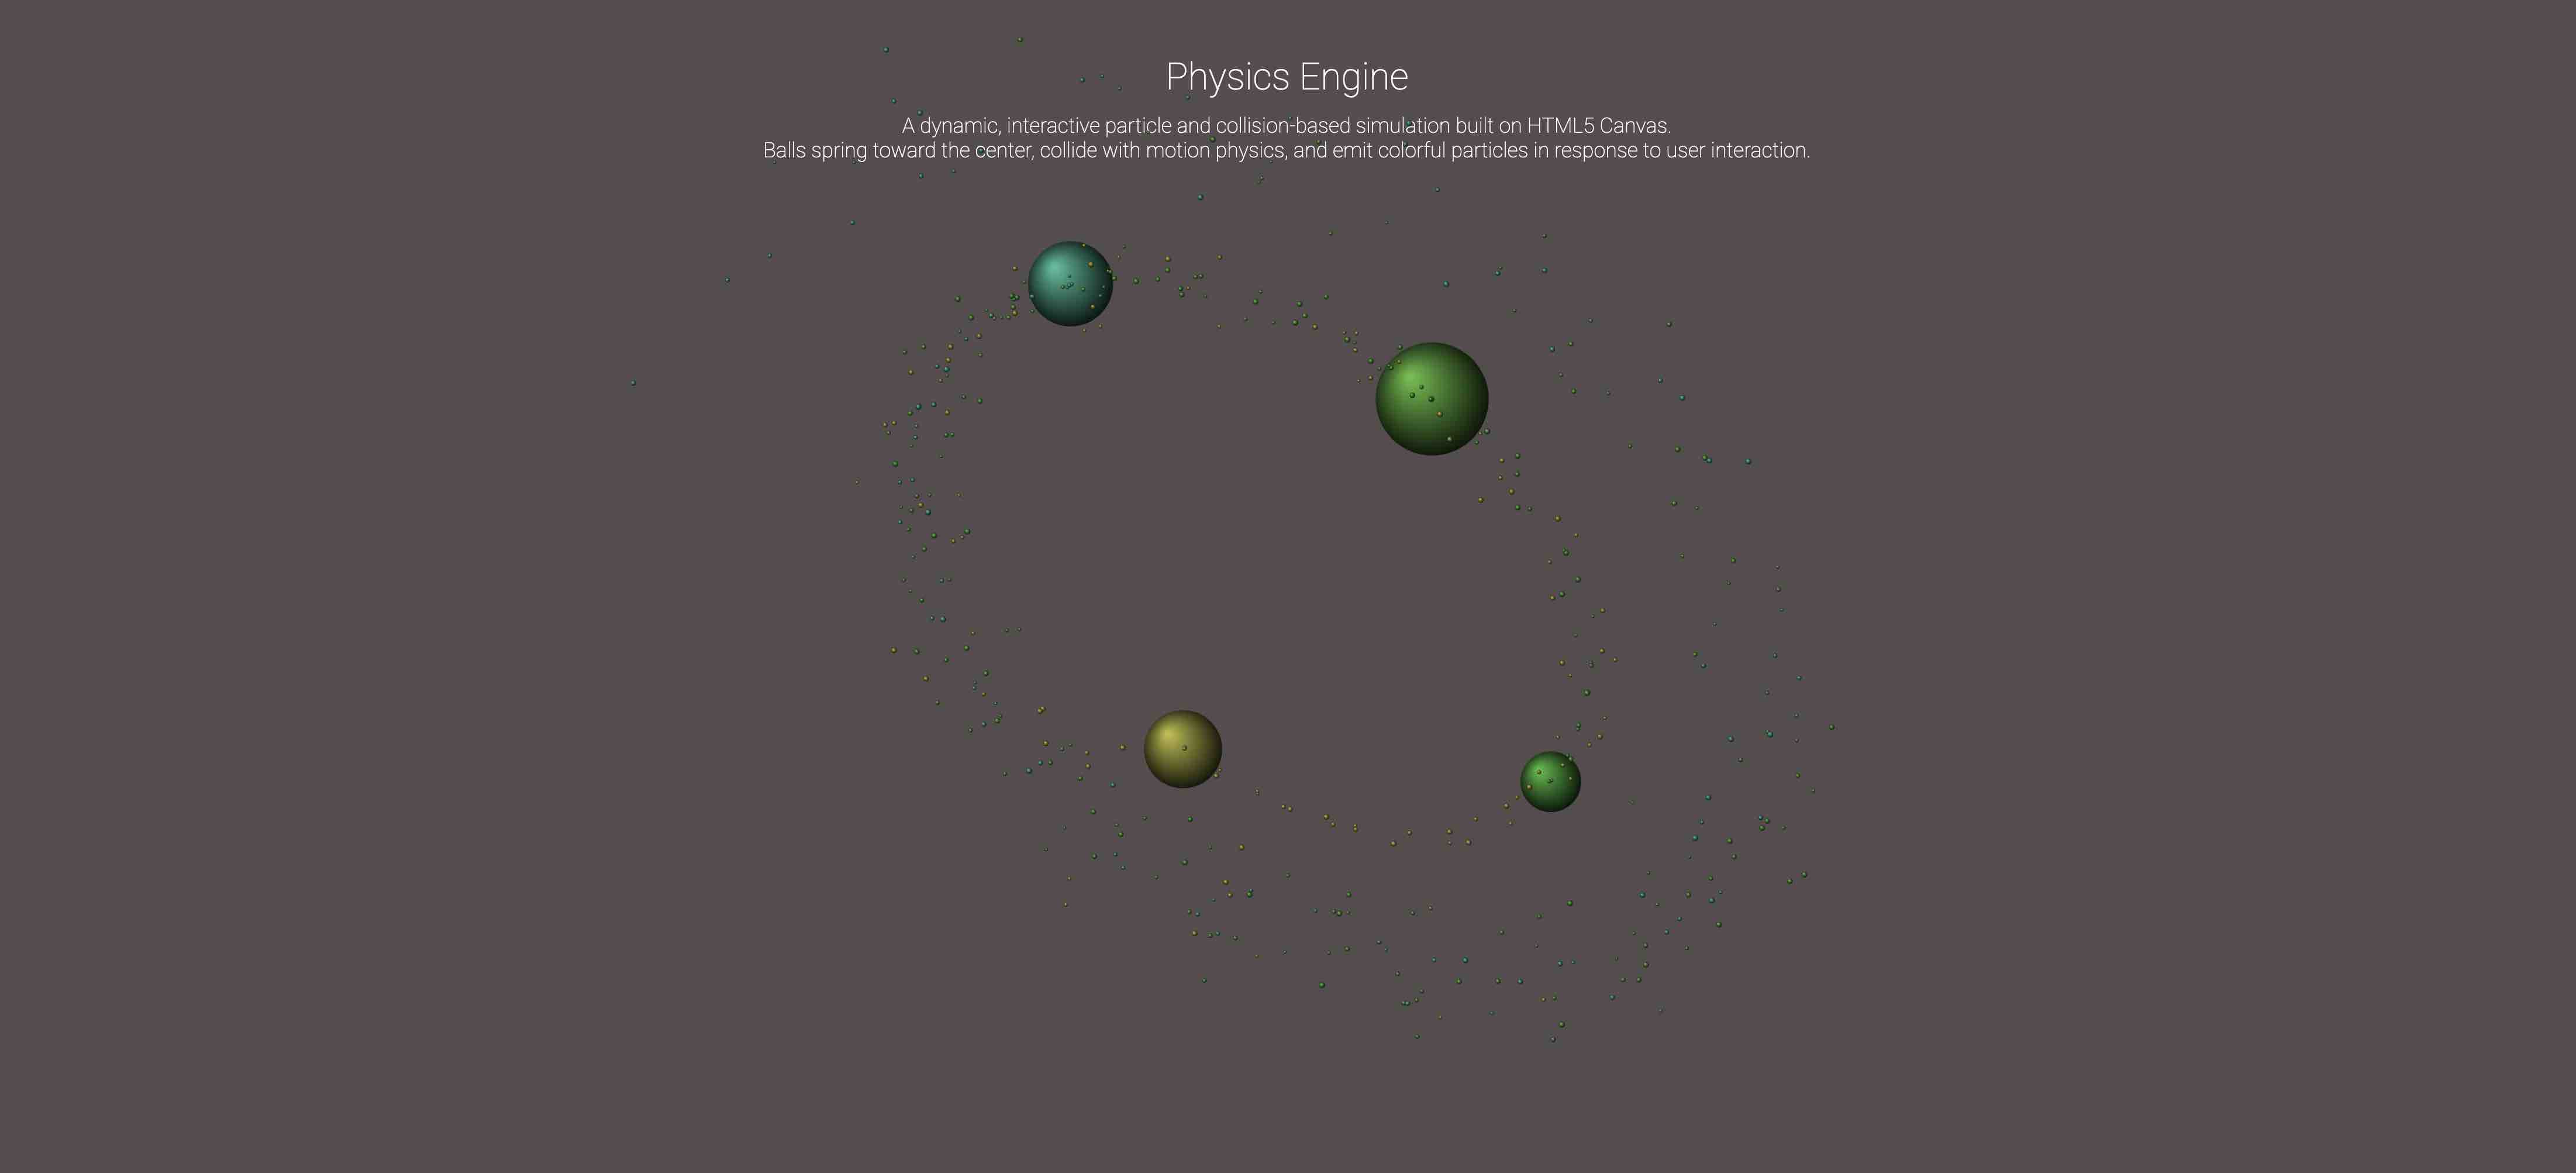 Physics Engine
A dynamic, interactive particle and collision-based simulation built on HTML5 Canvas.
Balls spring toward the center, collide with motion physics, and emit colorful particles in response to user interaction.